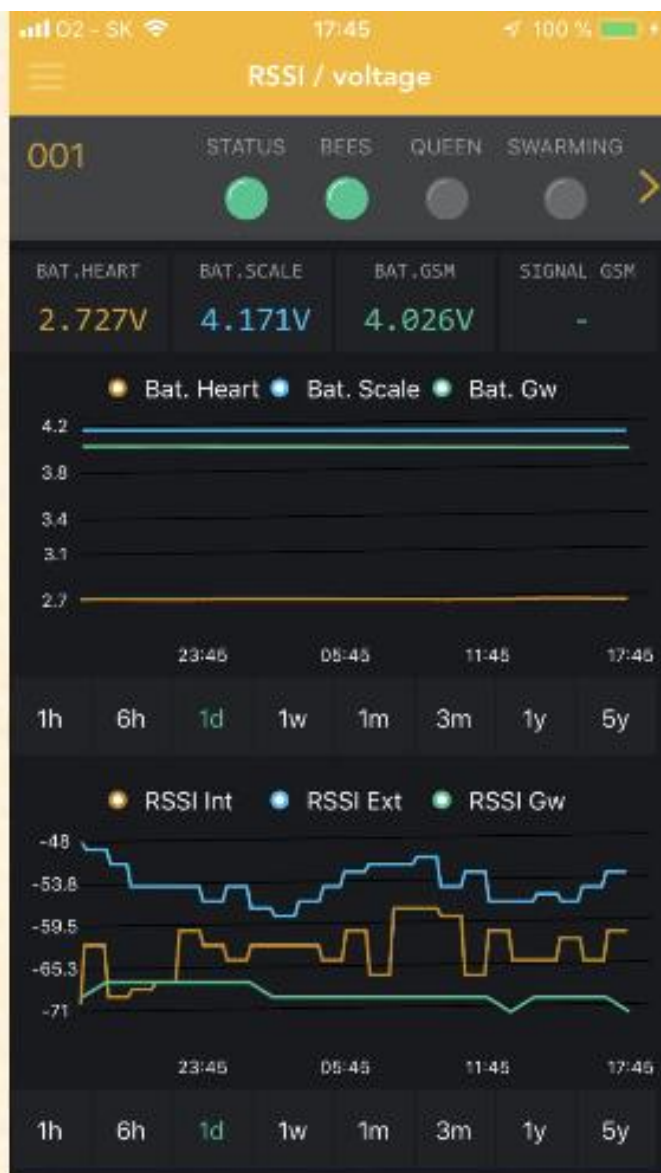 O2 - SK 17:45 100 %
RSSI / voltage
001 STATUS BEES QUEEN SWARMING
BAT.HEART BAT.SCALE BAT.GSM SIGNAL GSM
2.727V 4.171V 4.026V -
Bat. Heart Bat. Scale Bat. Gw
4.2
3.8
3.4
3.1
2.7
23:45 05:45 11:45 17:45
1h 6h 1d 1w 1m 3m 1y 5y
RSSI Int RSSI Ext RSSI Gw
-48
-53.8
-59.5
-65.3
-71
23:45 05:45 11:45 17:45
1h 6h 1d 1w 1m 3m 1y 5y